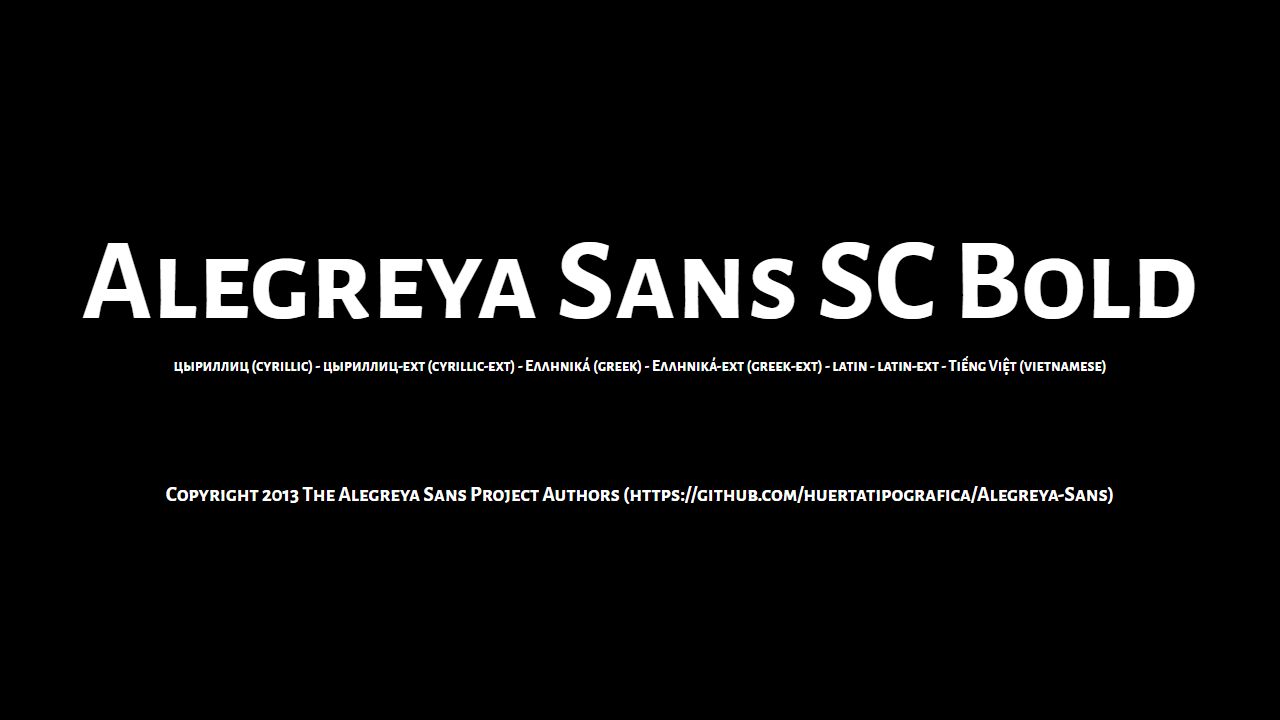 Alegreya Sans SC Bold
цыриллиц (cyrillic) - цыриллиц-ext (cyrillic-ext) - Ελληνικά (greek) - Ελληνικά-ext (greek-ext) - latin - latin-ext - Tiếng Việt (vietnamese)
Copyright 2013 The Alegreya Sans Project Authors (https://github.com/huertatipografica/Alegreya-Sans)